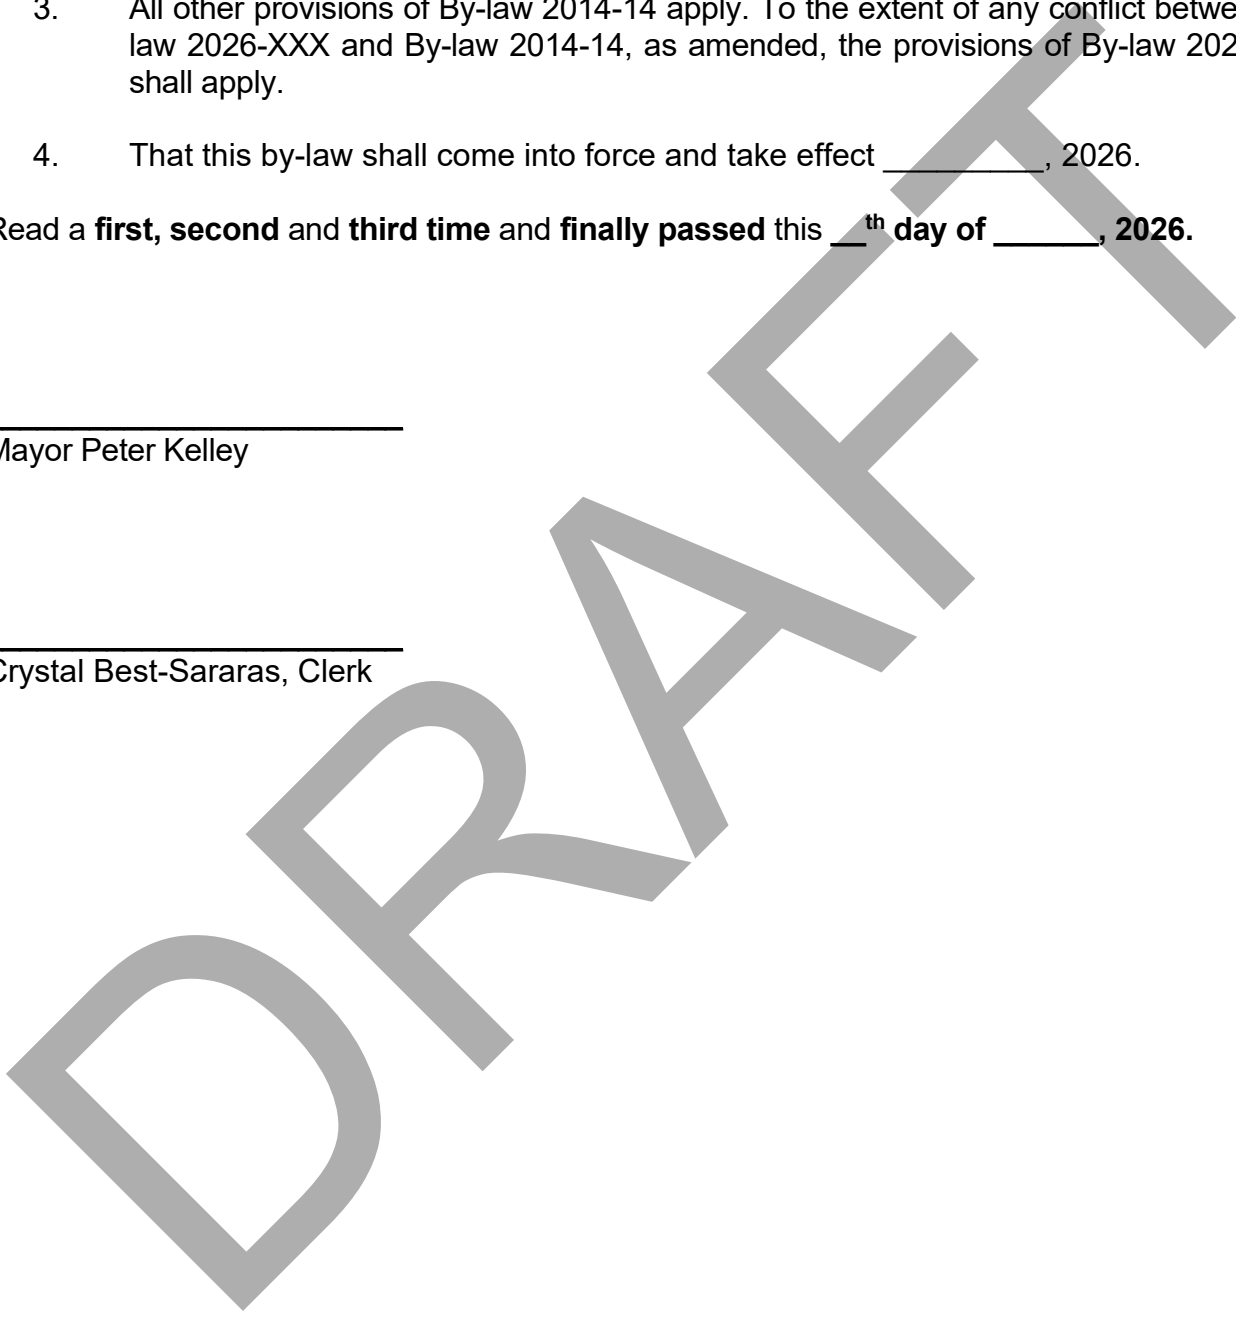 3. All other provisions of By-law 2014-14 apply. To the extent of any conflict betwe
law 2026-XXX and By-law 2014-14, as amended, the provisions of By-law 202
shall apply.
4. That this by-law shall come into force and take effect _________, 2026.
Read a first, second and third time and finally passed this __th day of ______, 2026.
Mayor Peter Kelley
Crystal Best-Sararas, Clerk
DRAFT